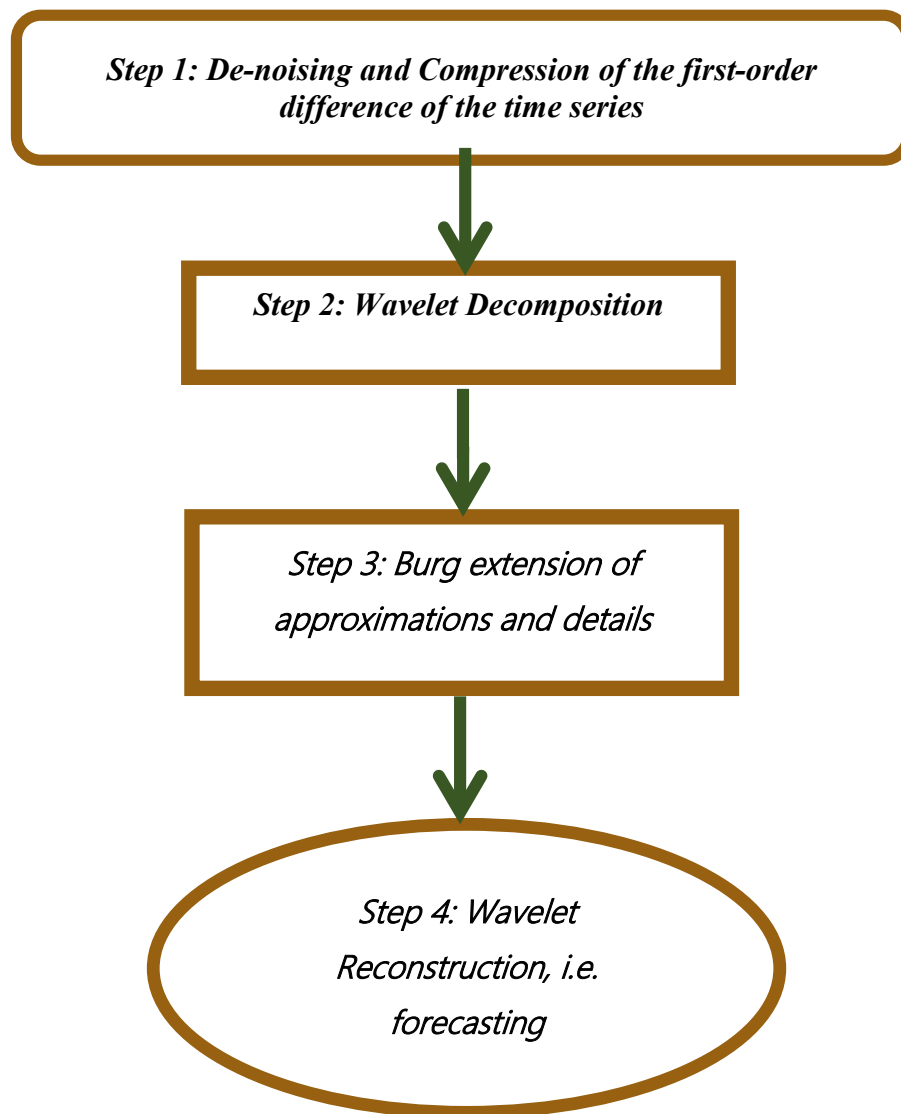 Step 1: De-noising and Compression of the first-order
difference of the time series
Step 2: Wavelet Decomposition
Step 3: Burg extension of
approximations and details
Step 4: Wavelet
Reconstruction, i.e.
forecasting